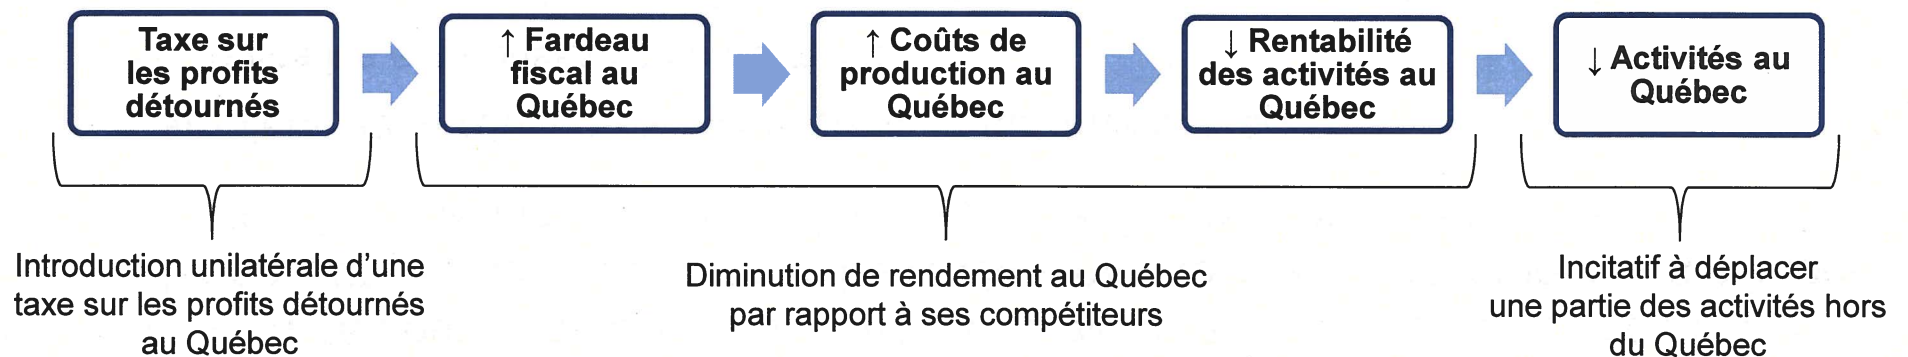 Taxe sur
les profits
détournés
↑ Fardeau
fiscal au
Québec
↑ Coûts de
production au
Québec
↓ Rentabilité
des activités au
Québec
↓ Activités au
Québec
Introduction unilatérale d'une
taxe sur les profits détournés
au Québec
Diminution de rendement au Québec
par rapport à ses compétiteurs
Incitatif à déplacer
une partie des activités hors
du Québec